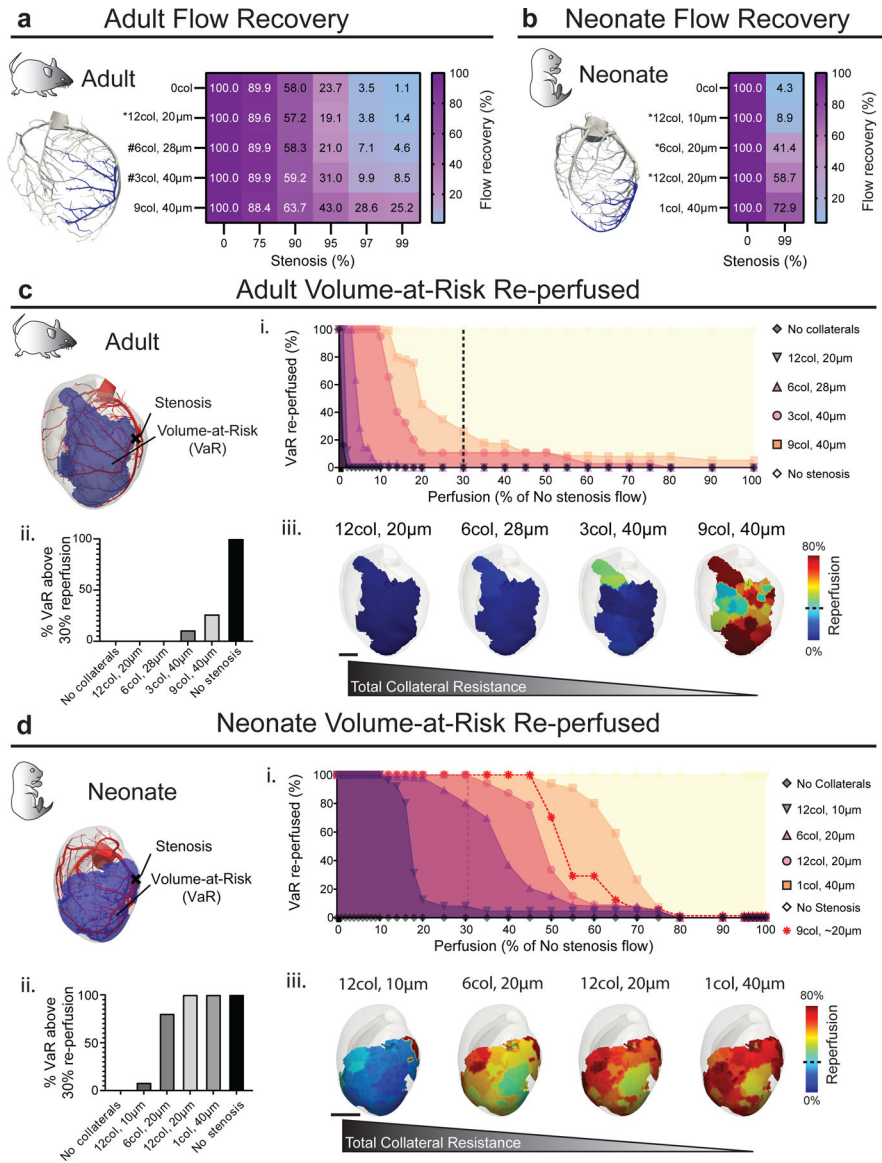 a Adult Flow Recovery
Adult
0col 100.0 89.9 58.0 23.7 3.5 1.1
*12col, 20µm 100.0 89.6 57.2 19.1 3.8 1.4
#6col, 28µm 100.0 89.9 58.3 21.0 7.1 4.6
#3col, 40µm 100.0 89.9 59.2 31.0 9.9 8.5
9col, 40µm 100.0 88.4 63.7 43.0 28.6 25.2
0 75 90 95 97 99
Stenosis (%)
100
80
60
40
20
Flow recovery (%)
b Neonate Flow Recovery
Neonate
0col 100.0 4.3
*12col, 10µm 100.0 8.9
*6col, 20µm 100.0 41.4
*12col, 20µm 100.0 58.7
1col, 40µm 100.0 72.9
0 99
Stenosis (%)
100
80
60
40
20
Flow recovery (%)
c Adult Volume-at-Risk Re-perfused
Adult
Stenosis
Volume-at-Risk
(VaR)
i.
VaR re-perfused (%)
100
80
60
40
20
0
0 10 20 30 40 50 60 70 80 90 100
Perfusion (% of No stenosis flow)
No collaterals
12col, 20µm
6col, 28µm
3col, 40µm
9col, 40µm
No stenosis
ii.
% VaR above
30% reperfusion
100
50
0
No collaterals
12col, 20µm
6col, 28µm
3col, 40µm
9col, 40µm
No stenosis
iii.
12col, 20µm 6col, 28µm 3col, 40µm 9col, 40µm
80%
Reperfusion
0%
Total Collateral Resistance
d Neonate Volume-at-Risk Re-perfused
Neonate
Stenosis
Volume-at-Risk
(VaR)
i.
VaR re-perfused (%)
100
80
60
40
20
0
0 10 20 30 40 50 60 70 80 90 100
Perfusion (% of No stenosis flow)
No Collaterals
12col, 10µm
6col, 20µm
12col, 20µm
1col, 40µm
No Stenosis
9col, ~20µm
ii.
% VaR above
30% re-perfusion
100
50
0
No collaterals
12col, 10µm
6col, 20µm
12col, 20µm
1col, 40µm
No stenosis
iii.
12col, 10µm 6col, 20µm 12col, 20µm 1col, 40µm
80%
Reperfusion
0%
Total Collateral Resistance